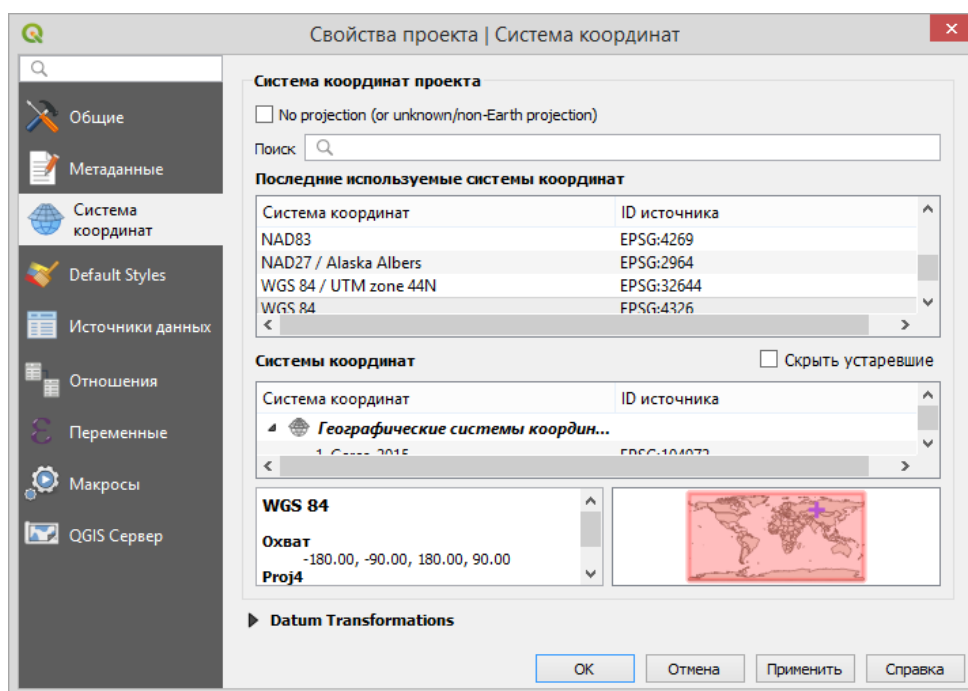 Свойства проекта | Система координат
Общие
Метаданные
Система
координат
Default Styles
Источники данных
Отношения
Переменные
Макросы
QGIS Сервер
Система координат проекта
No projection (or unknown/non-Earth projection)
Поиск
Последние используемые системы координат
Система координат ID источника
NAD83 EPSG:4269
NAD27 / Alaska Albers EPSG:2964
WGS 84 / UTM zone 44N EPSG:32644
WGS 84 EPSG:4326
Системы координат
Скрыть устаревшие
Система координат ID источника
Географические системы координ...
1_Ceres_2015 EPSG:104972
WGS 84
Охват
-180.00, -90.00, 180.00, 90.00
Proj4
Datum Transformations
OK Отмена Применить Справка